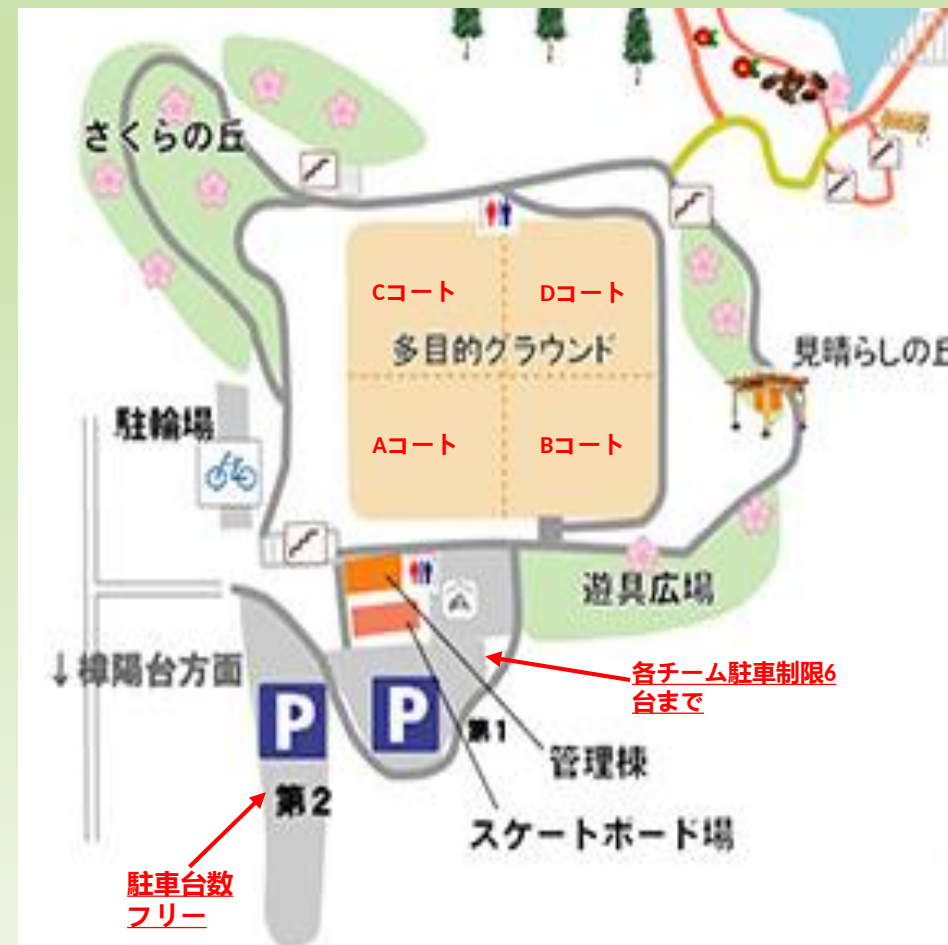 さくらの丘
Cコート
Dコート
多目的グラウンド
見晴らしの丘
駐輪場
Aコート
Bコート
遊具広場
↓樟陽台方面
各チーム駐車制限6
台まで
P
P
第1
管理棟
第2
スケートボード場
駐車台数
フリー